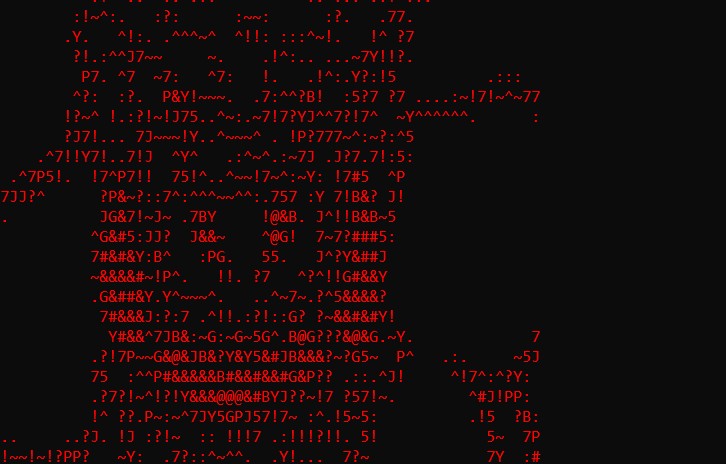 :!~^:.   :?:      :~~:      :?.   .77.
.Y.   ^!:. .^^^~^  ^!!: :::^~!.   !^ ?7
?!.:^^J7~~     ~.    .!^:.. ...~7Y!!?.
P7. ^7  ~7:   ^7:   !.   .!^:.Y?:!5          .:::
^?:  :?.  P&Y!~~~.  .7:^^?B!  :5?7 ?7 ....:~!7!~^~77
!?~^ !.:?!~!J75..^~:.~7!7?YJ^^7?!7^  ~Y^^^^^^.      :
?J7!... 7J~~~!Y..^~~~^ . !P?777~^:~?:^5
.^7!!Y7!..7!J  ^Y^   .:^~^.:~7J .J?7.7!:5:
.^7P5!.  !7^P7!!  75!^..^~~!7~^:~Y: !7#5  ^P
7JJ?^      ?P&~?::7^:^^^~~^^:.757 :Y 7!B&? J!
.          JG&7!~J~ .7BY     !@&B. J^!!B&B~5
^G&#5:JJ?  J&&~    ^@G!  7~7?###5:
7#&#&Y:B^   :PG.   55.   J^?Y&##J
~&&&&#~!P^.   !!. ?7   ^?^!!G#&&Y
.G&##&Y.Y^~~~^.   ..^~7~.?^5&&&&?
7#&&&J:?:7 .^!!.:?!::G? ?~&&#&#Y!
Y#&&^7JB&:~G:~G~5G^.B@G???&@&G.~Y.             7
.?!7P~~G&@&JB&?Y&Y5&#JB&&&?~?G5~  P^   .:.     ~5J
75  :^^P#&&&&&B#&&#&&#G&P?? .::.^J!     ^!7^:^?Y:
.?7?!~^!?!Y&&&@@@&#BYJ??~!7 ?57!~.        ^#J!PP:
!^ ??.P~:~^7JY5GPJ57!7~ :^.!5~5:          .!5  ?B:
..     ..?J. !J :?!~  :: !!!7 .:!!!?!!. 5!            5~  7P
!~~!~!?PP?   ~Y:  .7?::^~^^.  .Y!...  7?~             7Y  :#